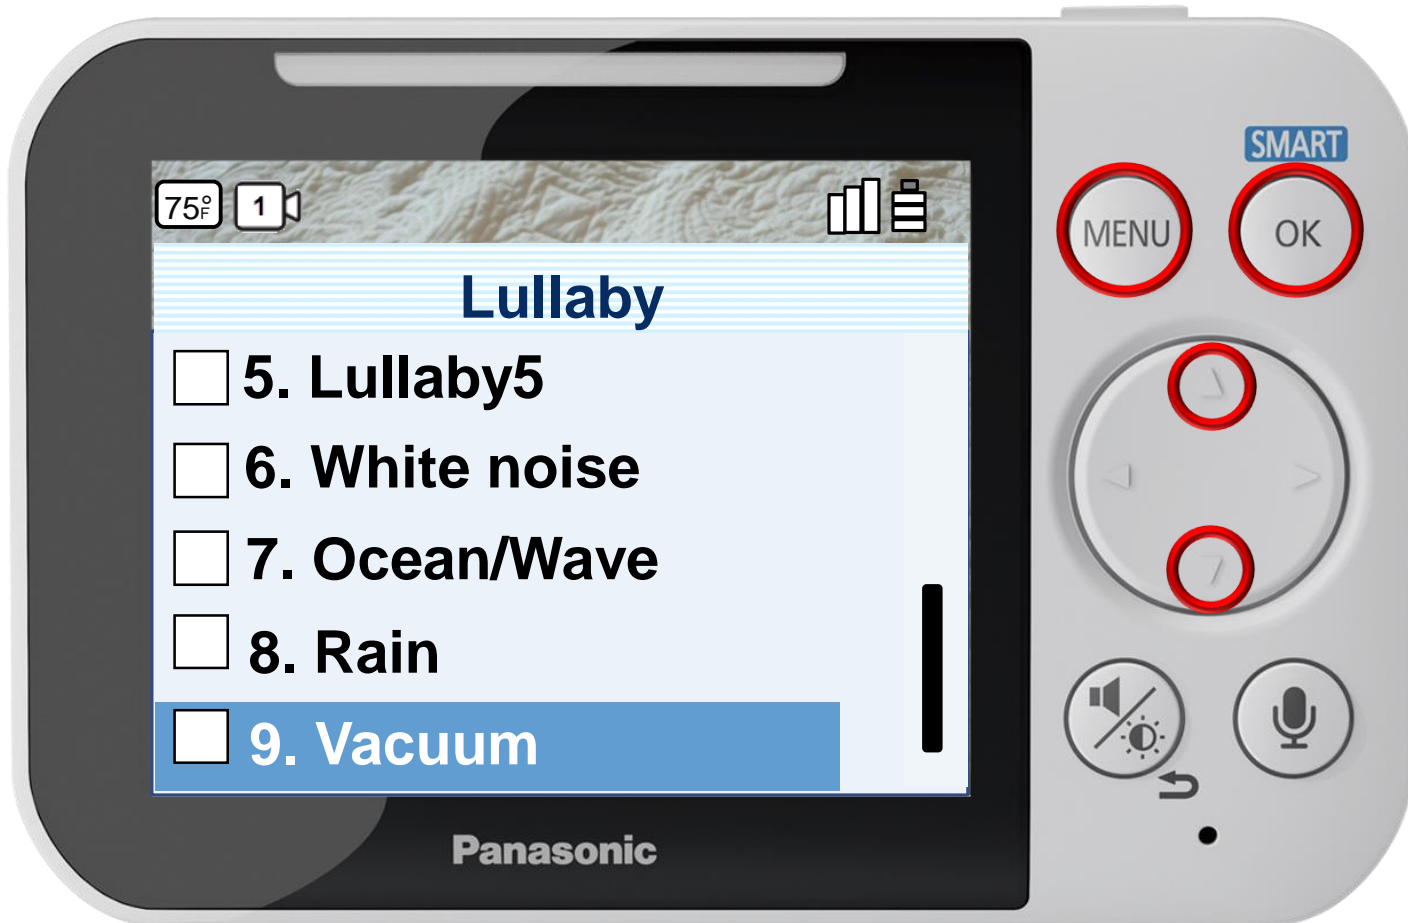 SMART
75°F 1
MENU OK
Lullaby
5. Lullaby5
6. White noise
7. Ocean/Wave
8. Rain
9. Vacuum
Panasonic